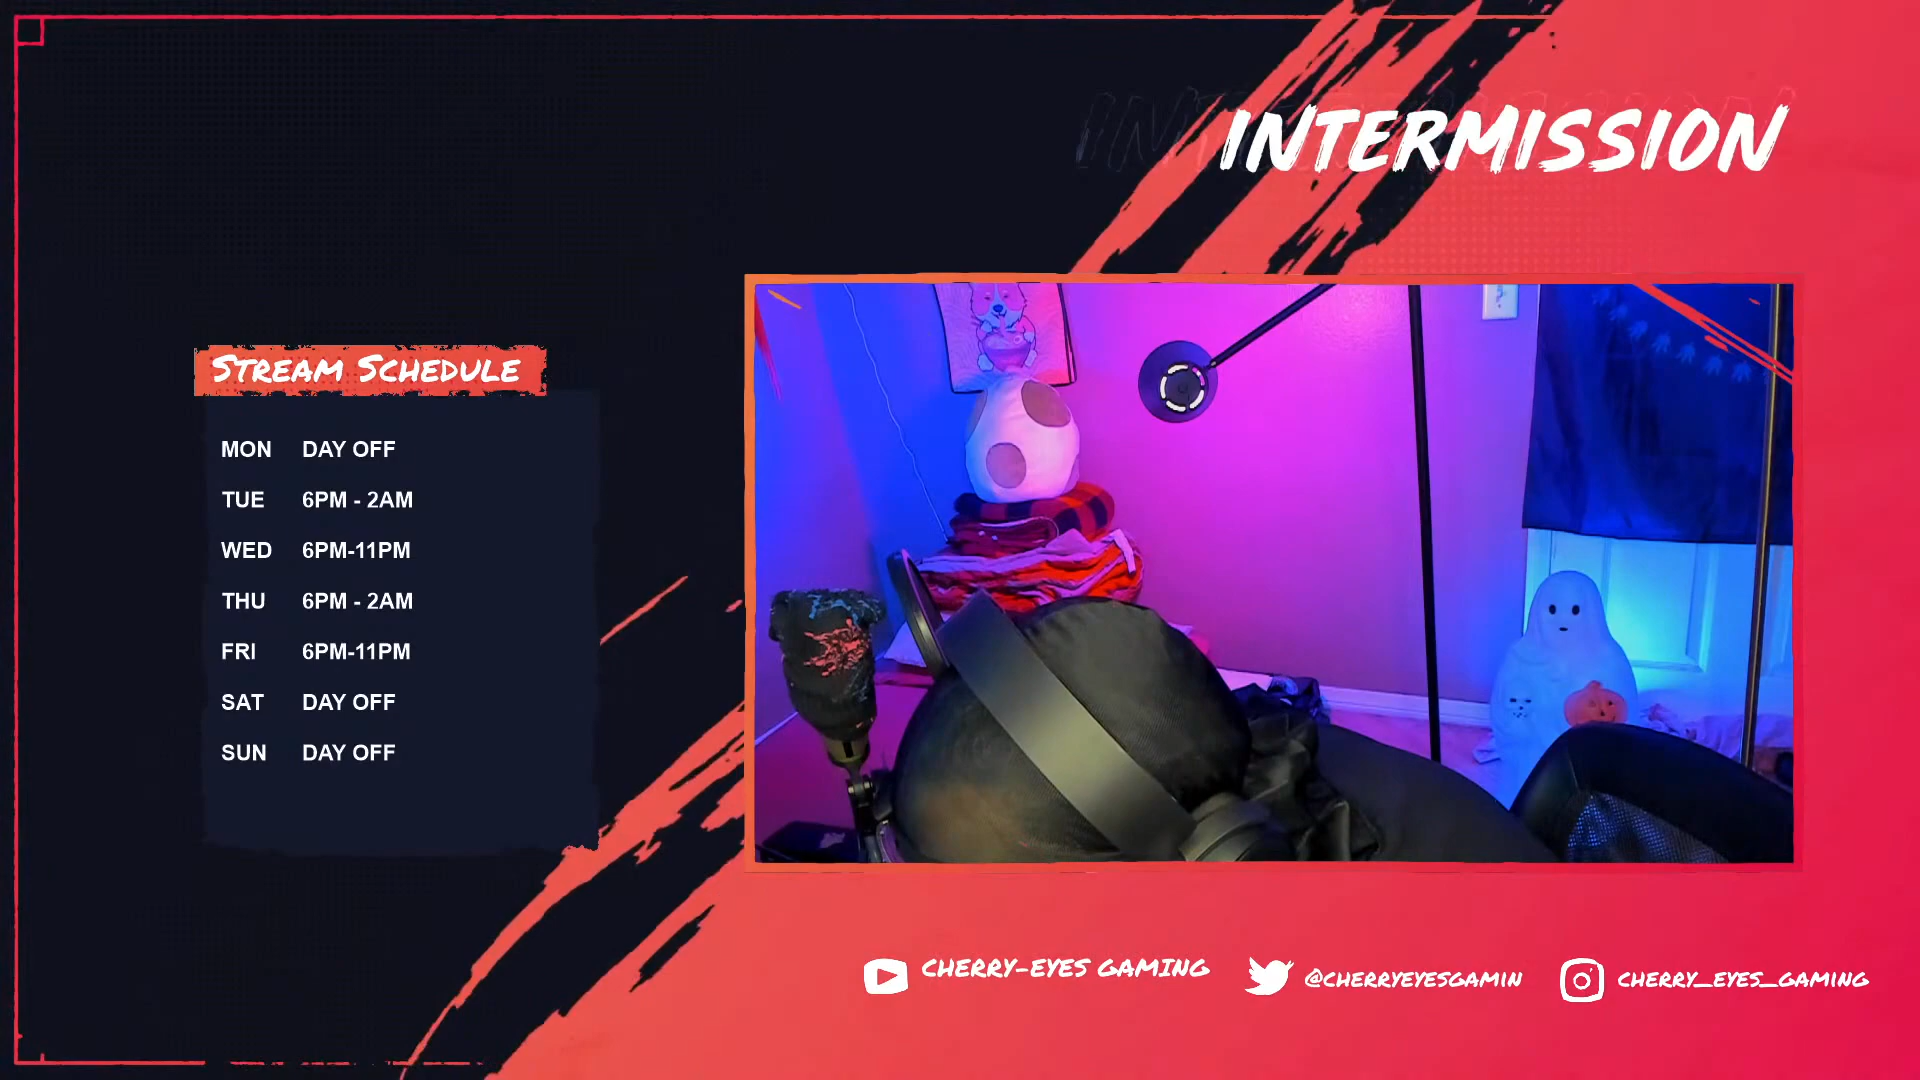 INTERMISSION
STREAM SCHEDULE
MON DAY OFF
TUE 6PM - 2AM
WED 6PM-11PM
THU 6PM - 2AM
FRI 6PM-11PM
SAT DAY OFF
SUN DAY OFF
CHERRY-EYES GAMING
@CHERRYEYESGAMIN
CHERRY_EYES_GAMING